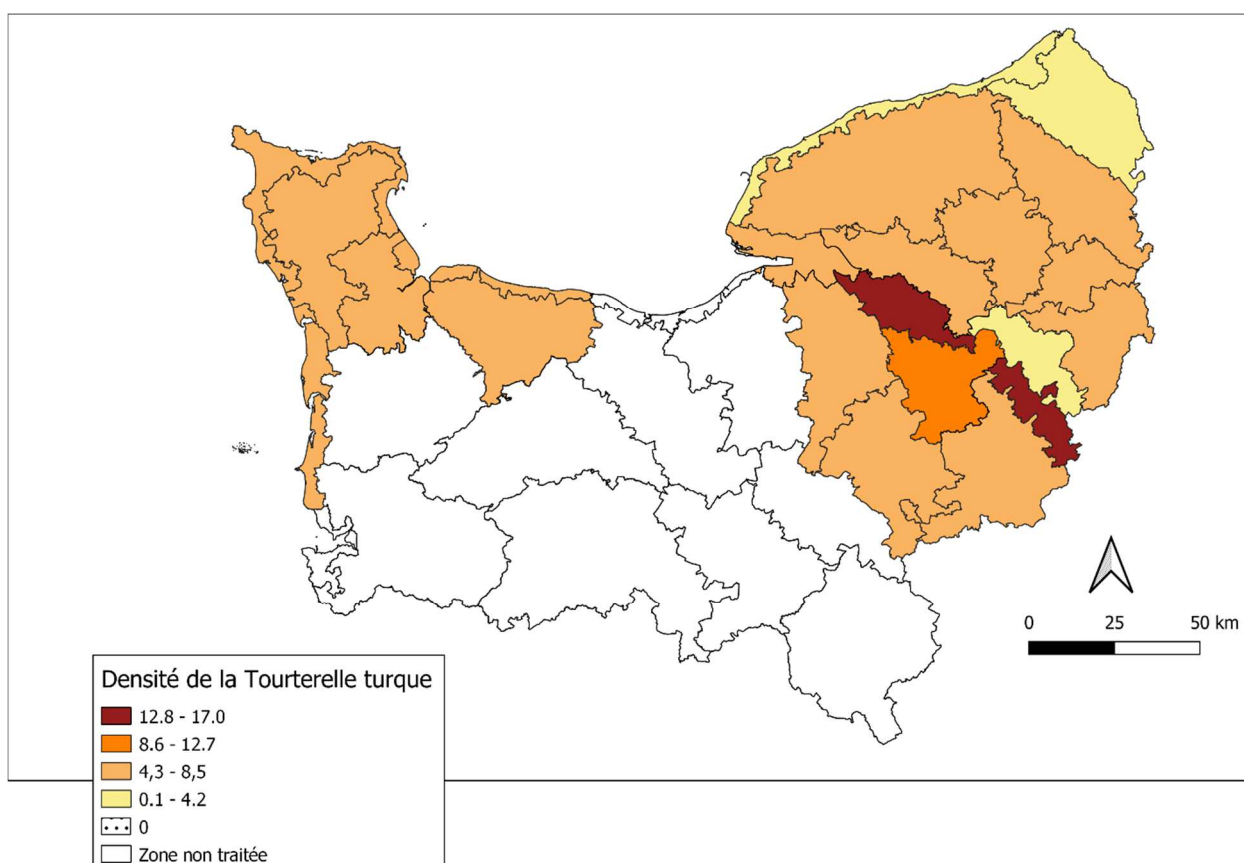 0 25 50 km
Densité de la Tourterelle turque
12.8 - 17.0
8.6 - 12.7
4,3 - 8,5
0.1 - 4.2
0
Zone non traitée